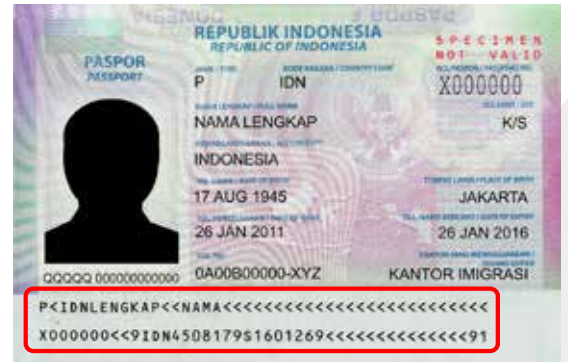 REPUBLIK INDONESIA
REPUBLIC OF INDONESIA
SPECIMEN
NOT VALID
PASPOR
PASSPORT
P IDN X000000
NAMA LENGKAP K/S
INDONESIA
17 AUG 1945 JAKARTA
26 JAN 2011 26 JAN 2016
0A00B00000-XYZ KANTOR IMIGRASI
QQQQQ 000000000000
P<IDNLENGKAP<<NAMA<<<<<<<<<<<<<<<<<<<<<<<<<<
X000000<<9IDN4508179S1601269<<<<<<<<<<<<<<91